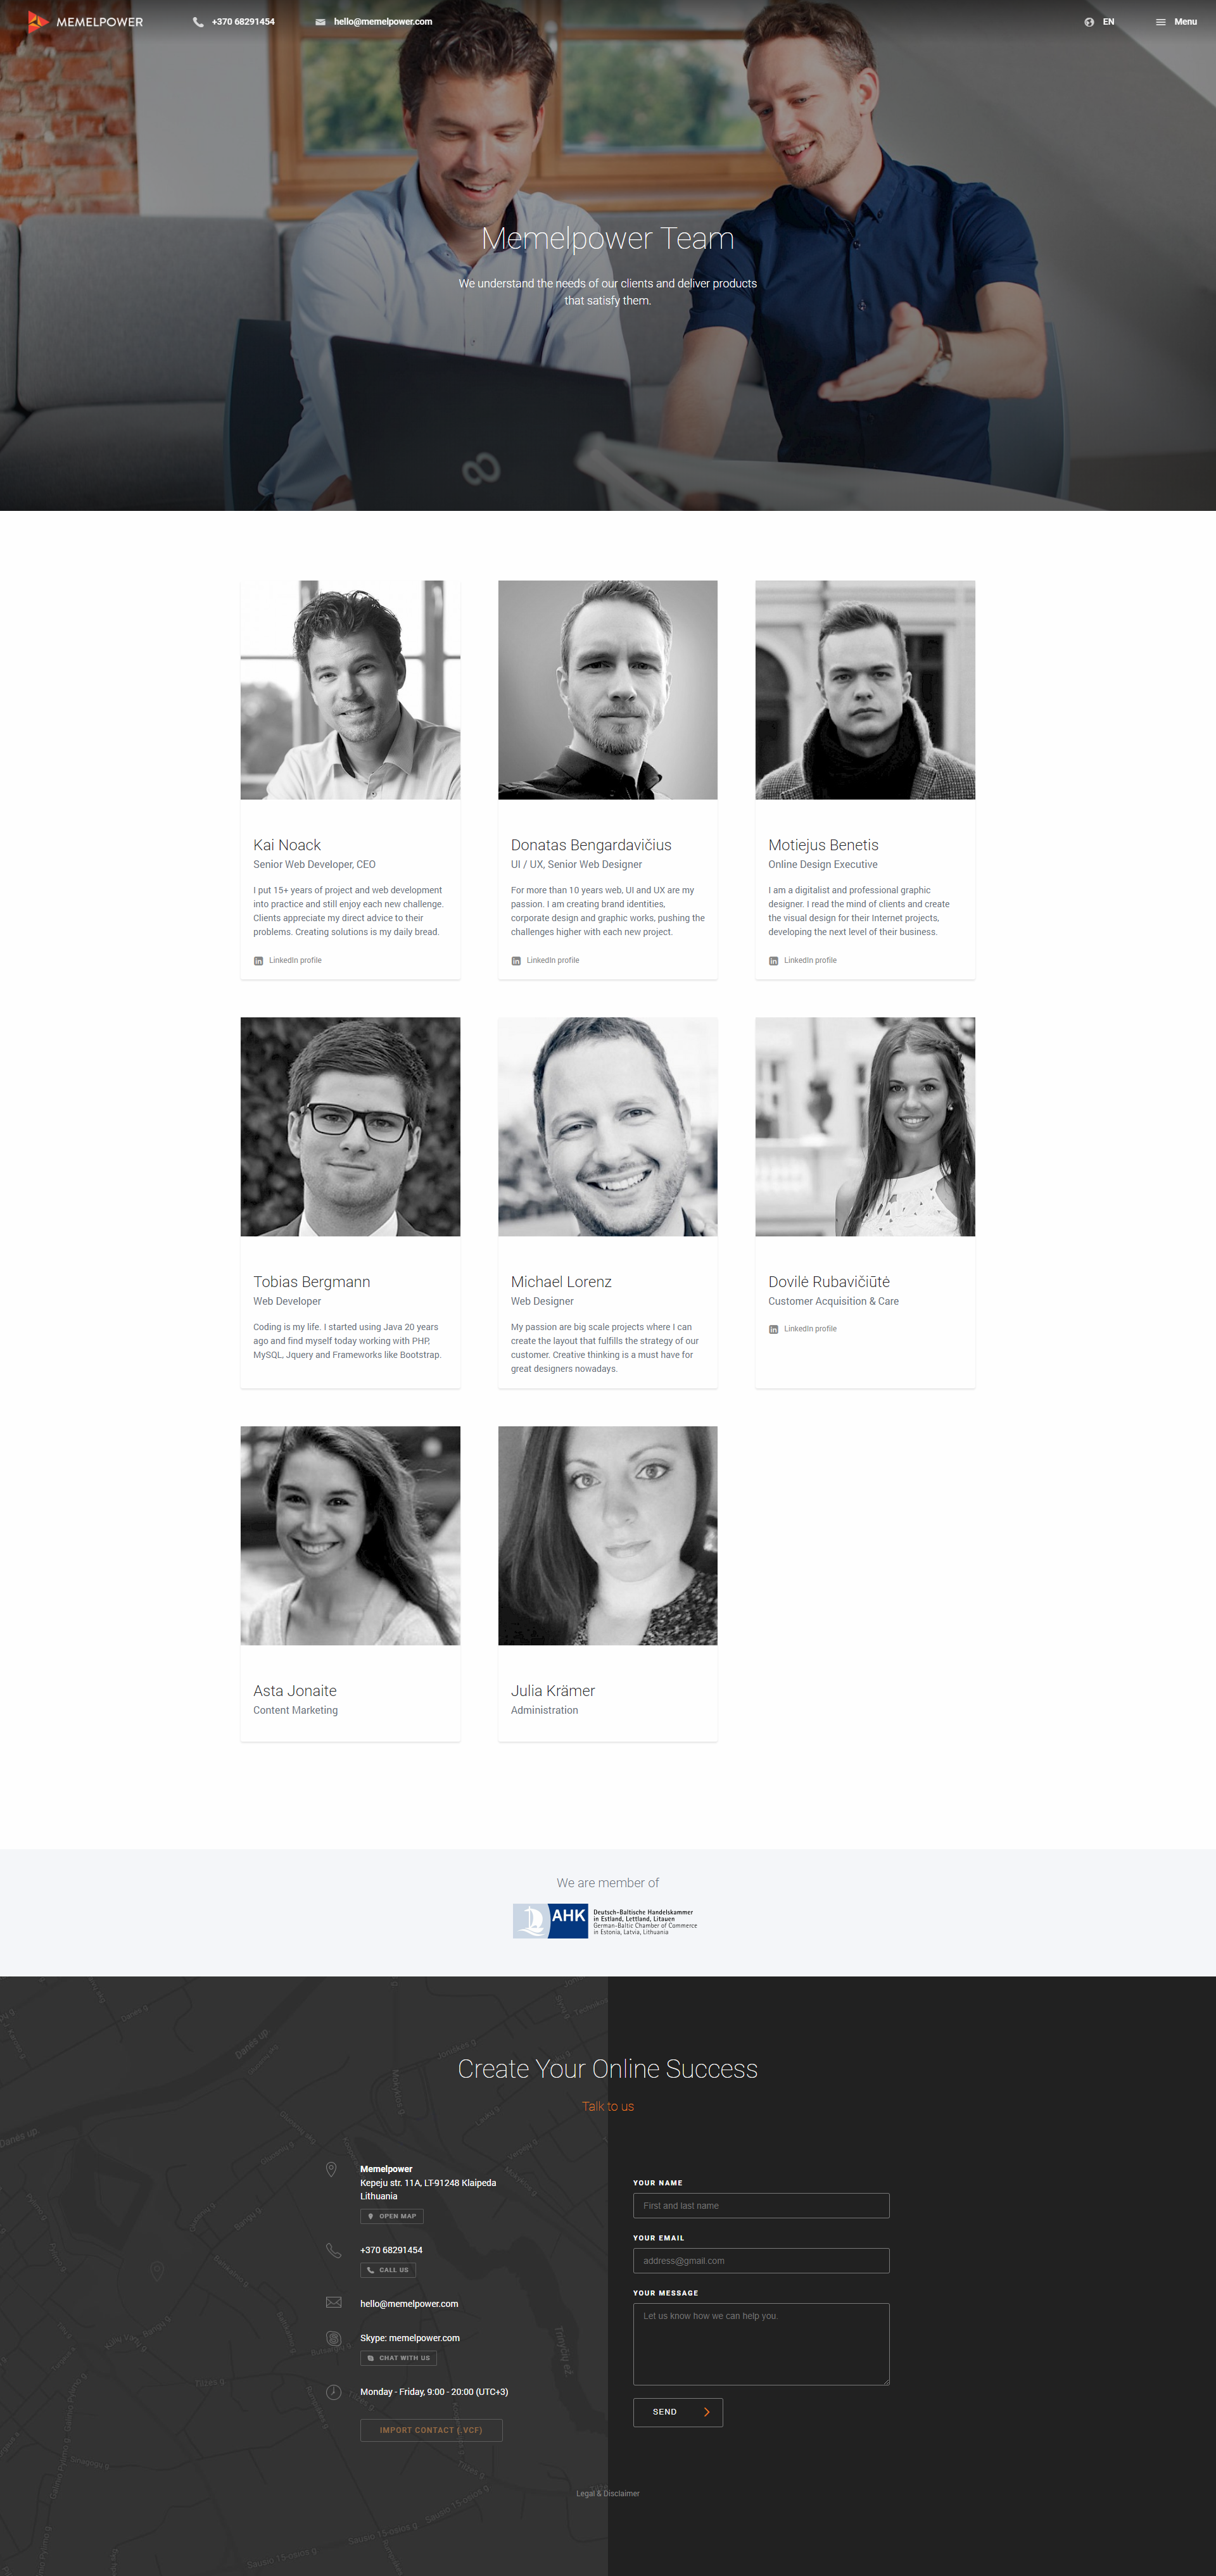 MEMELPOWER
+370 68291454
hello@memelpower.com
EN
Menu
Memelpower Team
We understand the needs of our clients and deliver products
that satisfy them.
Kai Noack
Senior Web Developer, CEO
I put 15+ years of project and web development
into practice and still enjoy each new challenge.
Clients appreciate my direct advice to their
problems. Creating solutions is my daily bread.
LinkedIn profile
Donatas Bengardavičius
UI / UX, Senior Web Designer
For more than 10 years web, UI and UX are my
passion. I am creating brand identities,
corporate design and graphic works, pushing the
challenges higher with each new project.
LinkedIn profile
Motiejus Benetis
Online Design Executive
I am a digitalist and professional graphic
designer. I read the mind of clients and create
the visual design for their Internet projects,
developing the next level of their business.
LinkedIn profile
Tobias Bergmann
Web Developer
Coding is my life. I started using Java 20 years
ago and find myself today working with PHP,
MySQL, Jquery and Frameworks like Bootstrap.
Michael Lorenz
Web Designer
My passion are big scale projects where I can
create the layout that fulfills the strategy of our
customer. Creative thinking is a must have for
great designers nowadays.
Dovilė Rubavičiūtė
Customer Acquisition & Care
LinkedIn profile
Asta Jonaite
Content Marketing
Julia Krämer
Administration
We are member of
AHK
Deutsch-Baltische Handelskammer
in Estland, Lettland, Litauen
German-Baltic Chamber of Commerce
in Estonia, Latvia, Lithuania
Create Your Online Success
Talk to us
Memelpower
Kepeju str. 11A, LT-91248 Klaipeda
Lithuania
OPEN MAP
+370 68291454
CALL US
hello@memelpower.com
Skype: memelpower.com
CHAT WITH US
Monday - Friday, 9:00 - 20:00 (UTC+3)
IMPORT CONTACT (.VCF)
YOUR NAME
First and last name
YOUR EMAIL
address@gmail.com
YOUR MESSAGE
Let us know how we can help you.
SEND
Legal & Disclaimer